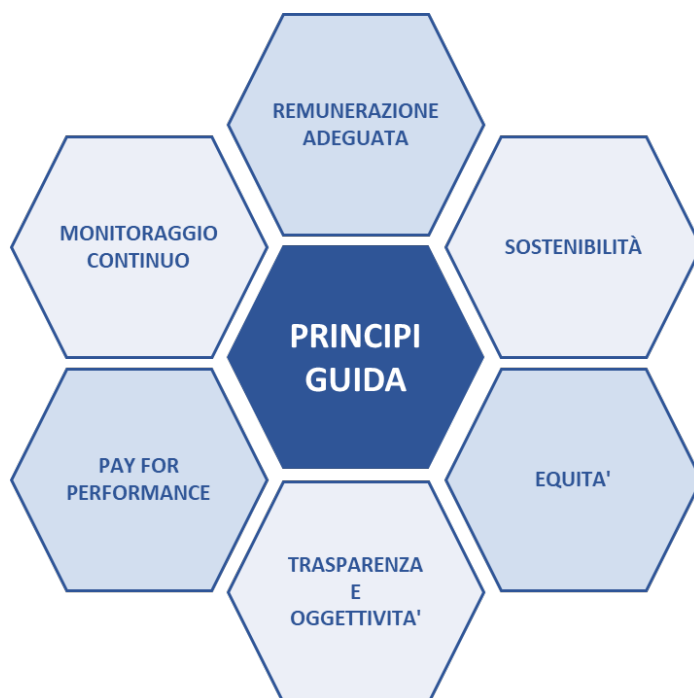 REMUNERAZIONE
ADEGUATA
MONITORAGGIO
CONTINUO
SOSTENIBILITÀ
PRINCIPI
GUIDA
PAY FOR
PERFORMANCE
EQUITA'
TRASPARENZA
E
OGGETTIVITA'